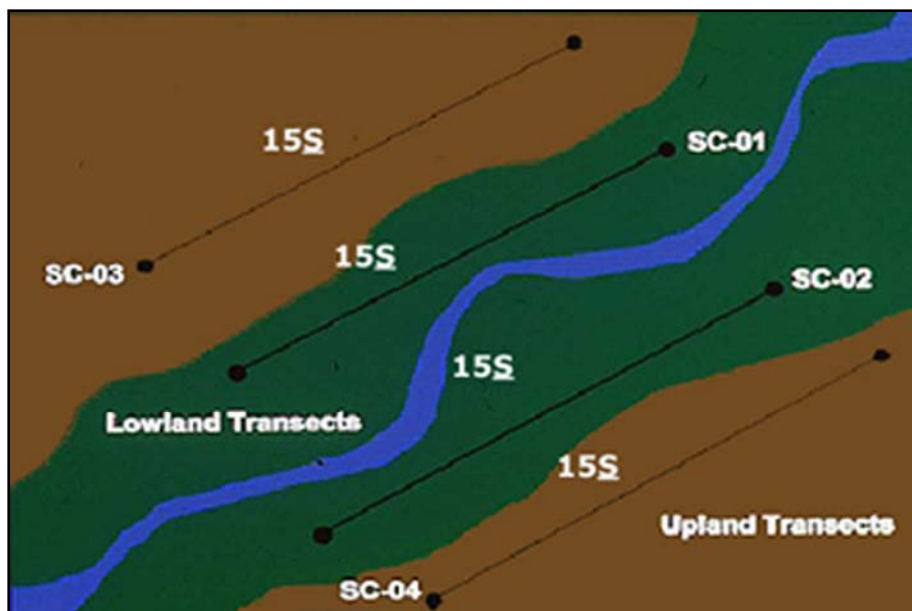 15S
SC-01
15S
SC-03
SC-02
15S
Lowland Transects
15S
Upland Transects
SC-04